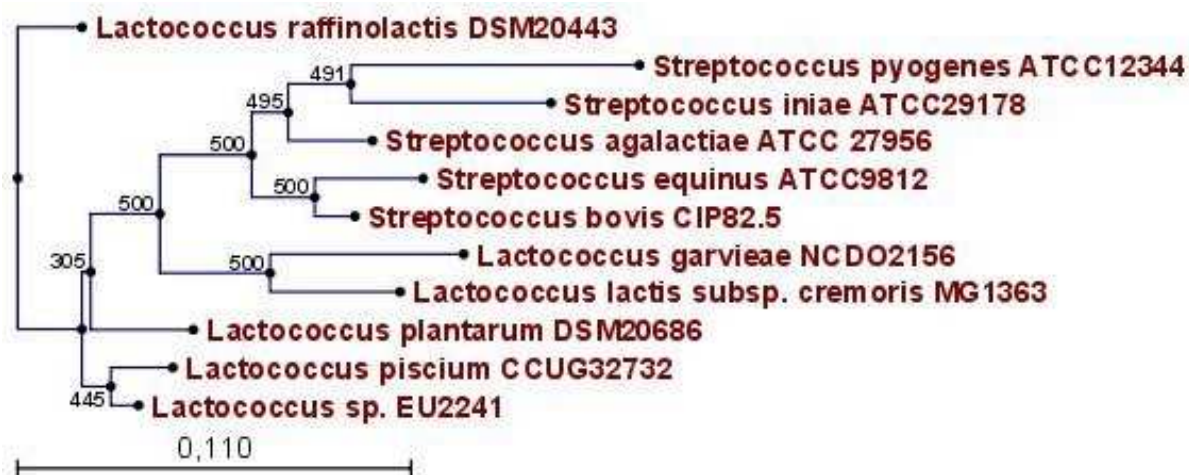 Lactococcus raffinolactis DSM20443
491
Streptococcus pyogenes ATCC12344
495
Streptococcus iniae ATCC29178
500
Streptococcus agalactiae ATCC 27956
500
Streptococcus equinus ATCC9812
500
Streptococcus bovis CIP82.5
305
500
Lactococcus garvieae NCDO2156
Lactococcus lactis subsp. cremoris MG1363
Lactococcus plantarum DSM20686
Lactococcus piscium CCUG32732
445
Lactococcus sp. EU2241
0,110